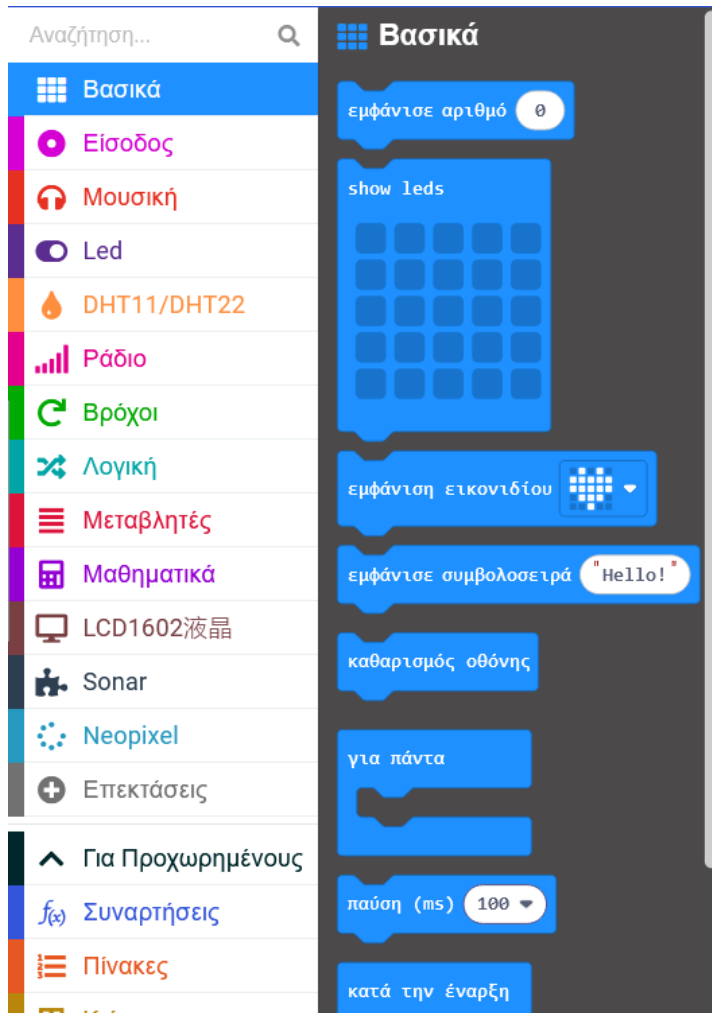 Αναζήτηση...
Βασικά
Είσοδος
Μουσική
Led
DHT11/DHT22
Ράδιο
Βρόχοι
Λογική
Μεταβλητές
Μαθηματικά
LCD1602液晶
Sonar
Neopixel
Επεκτάσεις
Για Προχωρημένους
f(x) Συναρτήσεις
Πίνακες
Βασικά
εμφάνισε αριθμό 0
show leds
εμφάνιση εικονιδίου
εμφάνισε συμβολοσειρά "Hello!"
καθαρισμός οθόνης
για πάντα
παύση (ms) 100
κατά την έναρξη